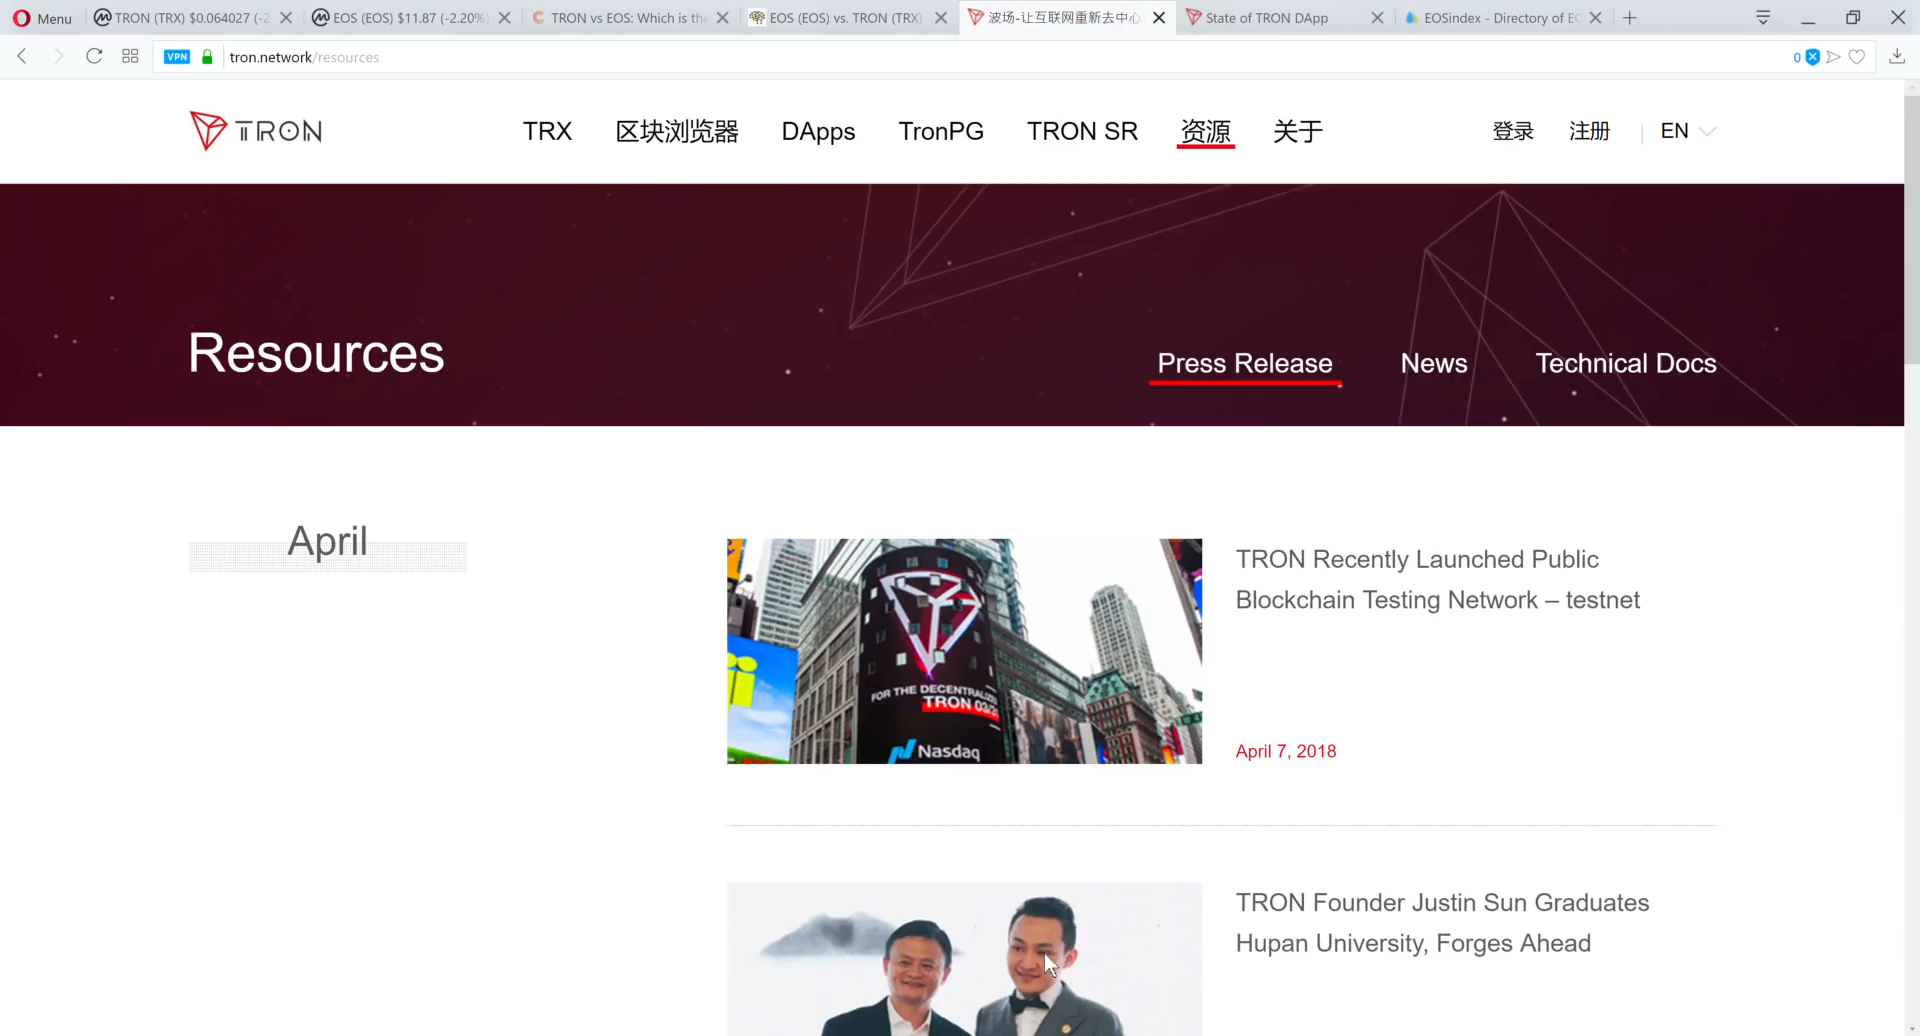 Menu
TRON (TRX) $0.064027 (-2
EOS (EOS) $11.87 (-2.20%)
TRON vs EOS: Which is the
EOS (EOS) vs. TRON (TRX)
波场-让互联网重新去中心
State of TRON DApp
EOSindex - Directory of EO
VPN
tron.network/resources
0
TRON
TRX
区块浏览器
DApps
TronPG
TRON SR
资源
关于
登录
注册
EN
Resources
Press Release
News
Technical Docs
April
FOR THE DECENTRALIZE
TRON 03/2
Nasdaq
TRON Recently Launched Public
Blockchain Testing Network – testnet
April 7, 2018
TRON Founder Justin Sun Graduates
Hupan University, Forges Ahead